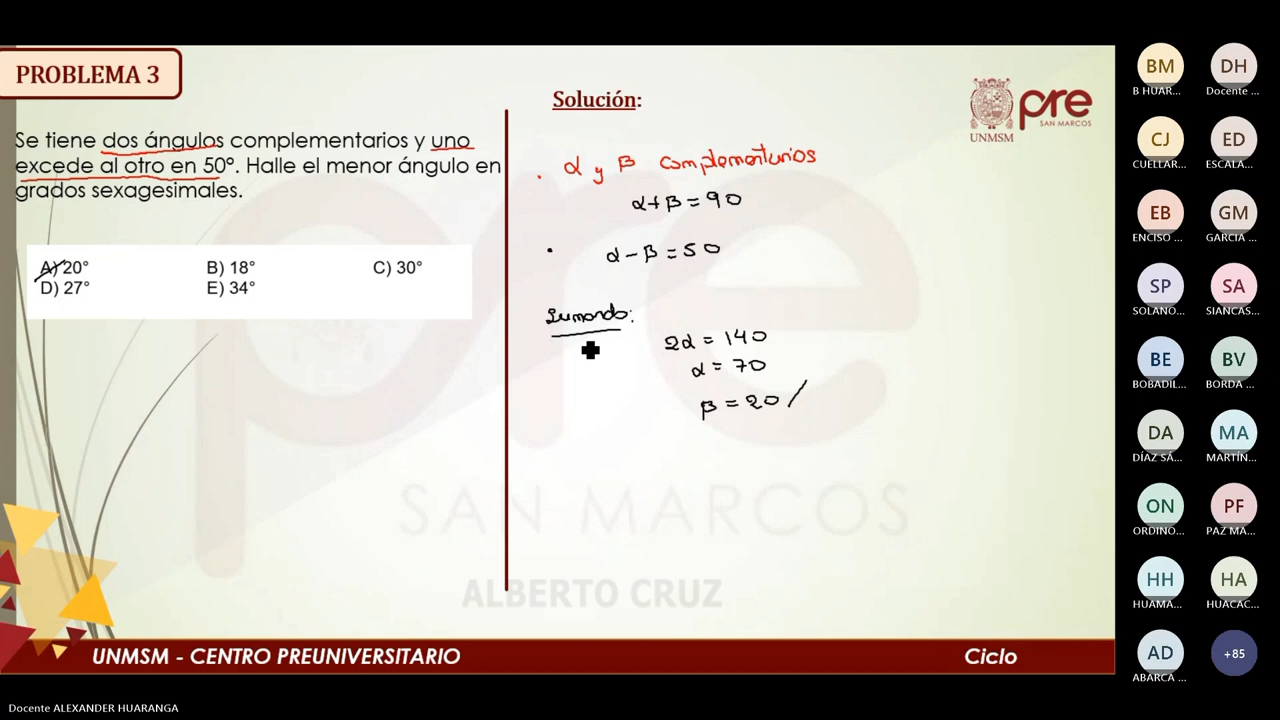 PROBLEMA 3
Se tiene dos ángulos complementarios y uno
excede al otro en 50°. Halle el menor ángulo en
grados sexagesimales.
A) 20° B) 18° C) 30°
D) 27° E) 34°
Solución:
UNMSM
pre
SAN MARCOS
. α y β complementarios
α+β=90
. α-β=50
Sumando:
2α = 140
α = 70
β = 20 /
pre
SAN MARCOS
ALBERTO CRUZ
UNMSM - CENTRO PREUNIVERSITARIO
Ciclo
BM DH
B HUAR... Docente ...
CJ ED
CUELLAR... ESCALA...
EB GM
ENCISO ... GARCIA ...
SP SA
SOLANO... SIANCAS...
BE BV
BOBADIL... BORDA ...
DA MA
DÍAZ SÁ... MARTÍN...
ON PF
ORDINO... PAZ MA...
HH HA
HUAMA... HUACAC...
AD +85
ABARCA ...
Docente ALEXANDER HUARANGA